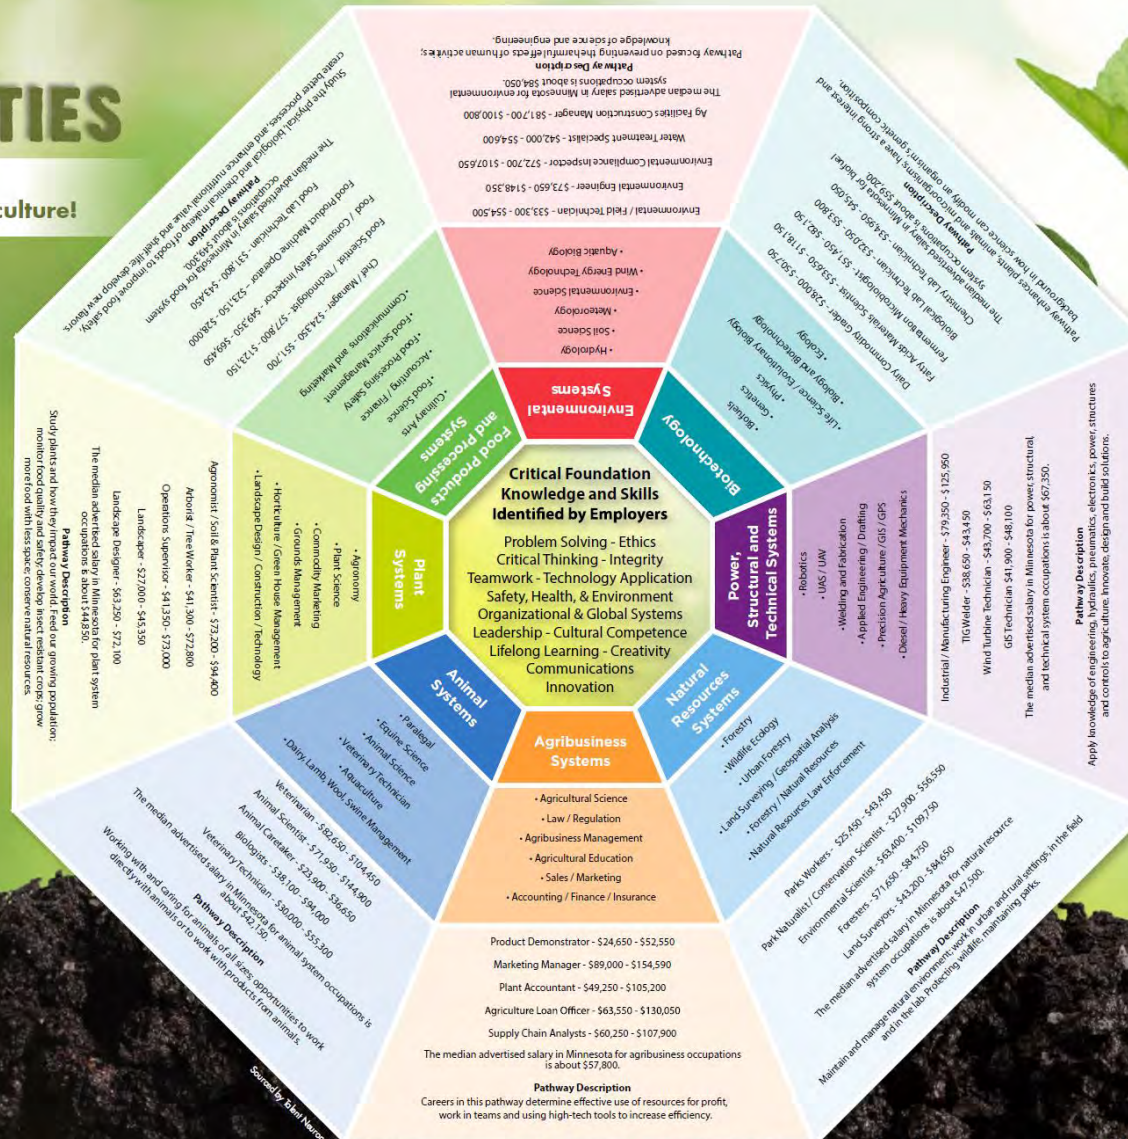 TIES
culture!
Critical Foundation
Knowledge and Skills
Identified by Employers
Problem Solving - Ethics
Critical Thinking - Integrity
Teamwork - Technology Application
Safety, Health, & Environment
Organizational & Global Systems
Leadership - Cultural Competence
Lifelong Learning - Creativity
Communications
Innovation
Environmental
Systems
• Hydrology
• Soil Science
• Meteorology
• Environmental Science
• Wind Energy Technology
• Aquatic Biology
Environmental / Field Technician - $33,300 - $54,500
Environmental Engineer - $73,650 - $148,350
Environmental Compliance Inspector - $72,700 - $107,650
Water Treatment Specialist - $42,000 - $54,600
Ag Facilities Construction Manager - $81,700 - $100,800
The median advertised salary in Minnesota for environmental
system occupations is about $84,050.
Pathway Description
Pathway focused on preventing the harmful effects of human activities;
knowledge of science and engineering.
Biotechnology
• Biofuels
• Genetics
• Physics
• Life Science / Evolutionary Biology
• Biology and Biotechnology
• Ecology
Dairy Commodity Grader - $28,000 - $50,750
Fatty Acids Materials Scientist - $53,650 - $118,150
Fermentation Microbiologist - $51,450 - $82,150
Biological Lab Technician - $32,050 - $53,800
Chemistry Lab Technician - $34,950 - $45,050
The median advertised salary in Minnesota for biofuel
system occupations is about $59,200.
Pathway Description
Pathway enhances plants, animals and microorganisms; have a strong interest and
background in how science can modify an organism's genetic composition.
Power,
Structural and
Technical Systems
• Robotics
• UAS / UAV
• Welding and Fabrication
• Applied Engineering / Drafting
• Precision Agriculture / GIS / GPS
• Diesel / Heavy Equipment Mechanics
Industrial / Manufacturing Engineer - $79,350 - $125,950
TIG Welder - $38,650 - $43,450
Wind Turbine Technician - $43,700 - $63,150
GIS Technician $41,900 - $48,100
The median advertised salary in Minnesota for power, structural,
and technical system occupations is about $67,350.
Pathway Description
Apply knowledge of engineering, hydraulics, pneumatics, electronics, power, structures
and controls to agriculture. Innovate, design and build solutions.
Natural
Resources
Systems
• Forestry
• Wildlife Ecology
• Urban Forestry
• Land Surveying / Geospatial Analysis
• Forestry / Natural Resources
• Natural Resources Law Enforcement
Parks Workers - $25,450 - $43,450
Park Naturalist / Conservation Scientist - $27,900 - $56,550
Environmental Scientist - $63,400 - $109,750
Foresters - $71,650 - $84,750
Land Surveyors - $43,200 - $84,650
The median advertised salary in Minnesota for natural resource
system occupations is about $47,500.
Pathway Description
Maintain and manage natural environment; work in urban and rural settings, in the field
and in the lab. Protecting wildlife, maintaining parks.
Agribusiness
Systems
• Agricultural Science
• Law / Regulation
• Agribusiness Management
• Agricultural Education
• Sales / Marketing
• Accounting / Finance / Insurance
Product Demonstrator - $24,650 - $52,550
Marketing Manager - $89,000 - $154,590
Plant Accountant - $49,250 - $105,200
Agriculture Loan Officer - $63,550 - $130,050
Supply Chain Analysts - $60,250 - $107,900
The median advertised salary in Minnesota for agribusiness occupations
is about $57,800.
Pathway Description
Careers in this pathway determine effective use of resources for profit,
work in teams and using high-tech tools to increase efficiency.
Animal
Systems
• Paralegal
• Equine Science
• Animal Science
• Veterinary Technician
• Aquaculture
• Dairy, Lamb, Wool, Swine Management
Veterinarian - $82,650 - $104,450
Animal Scientist - $71,950 - $144,900
Animal Caretaker - $23,900 - $36,650
Biologists - $38,100 - $94,000
Veterinary Technician - $30,000 - $55,300
The median advertised salary in Minnesota for animal system occupations is
about $42,150.
Pathway Description
Working with and caring for animals of all sizes; opportunities to work
directly with animals or to work with products from animals.
Plant
Systems
• Agronomy
• Plant Science
• Commodity Marketing
• Grounds Management
• Horticulture / Green House Management
• Landscape Design / Construction / Technology
Agronomist / Soil & Plant Scientist - $73,200 - $94,400
Arborist / Tree Worker - $41,300 - $72,800
Operations Supervisor - $41,350 - $73,000
Landscaper - $27,000 - $45,350
Landscape Designer - $63,250 - $72,100
The median advertised salary in Minnesota for plant system
occupations is about $44,850.
Pathway Description
Study plants and how they impact our world. Feed our growing population;
monitor food quality and safety; develop insect resistant crops; grow
more food with less space; conserve natural resources.
Food Products
and Processing
Systems
• Culinary Arts
• Food Science
• Accounting / Finance
• Food Processing Safety
• Food Service Management
• Communications and Marketing
Chef / Manager - $24,350 - $51,700
Food Scientist / Technologist - $77,800 - $123,150
Food / Consumer Safety Inspector - $49,350 - $69,450
Food Product Machine Operator - $23,150 - $28,000
Food Lab Technician - $31,800 - $43,450
The median advertised salary in Minnesota for food system
occupations is about $49,300.
Pathway Description
Study the physical, biological and chemical makeup of foods to improve food safety,
create better processes, and enhance nutritional value and shelf life; develop new flavors.
Sourced by Talent Neuron